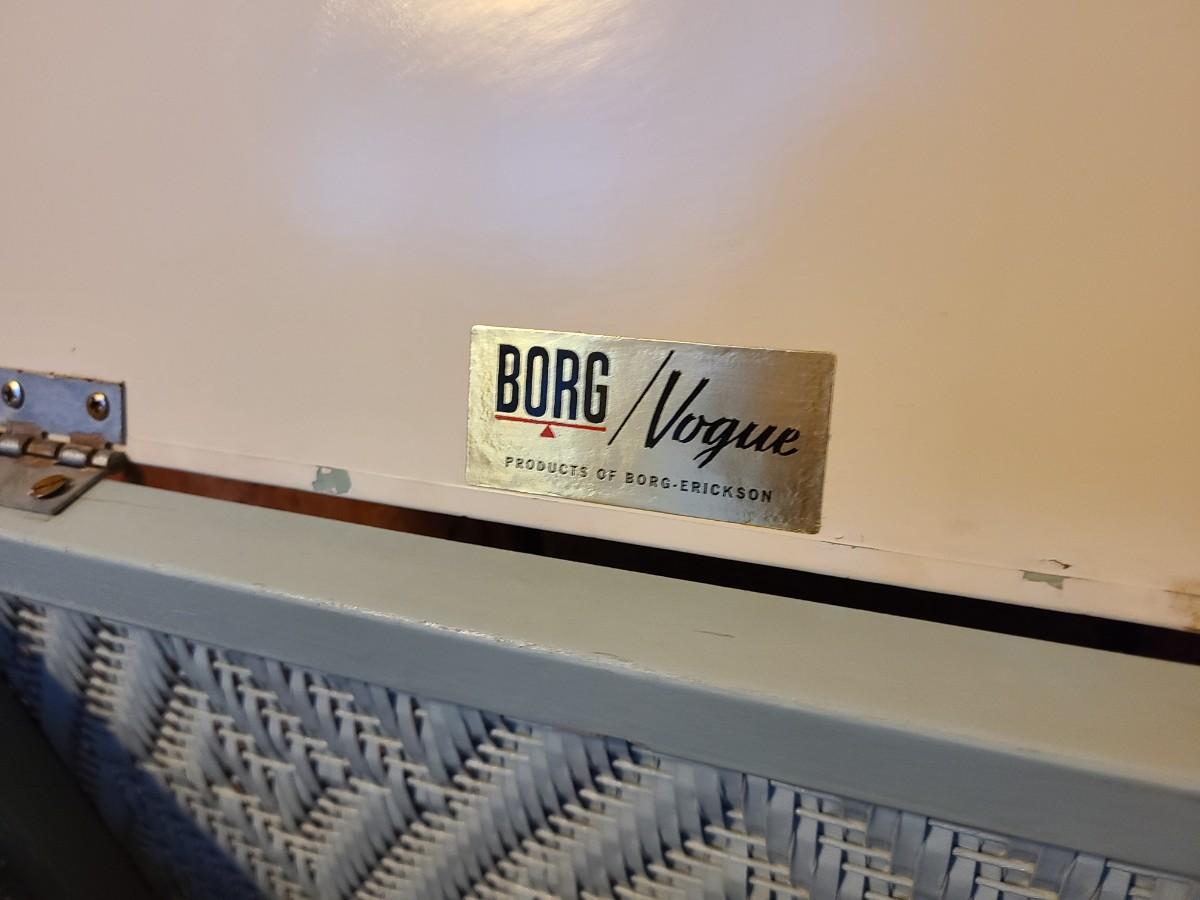 BORG / Vogue
PRODUCTS OF BORG-ERICKSON